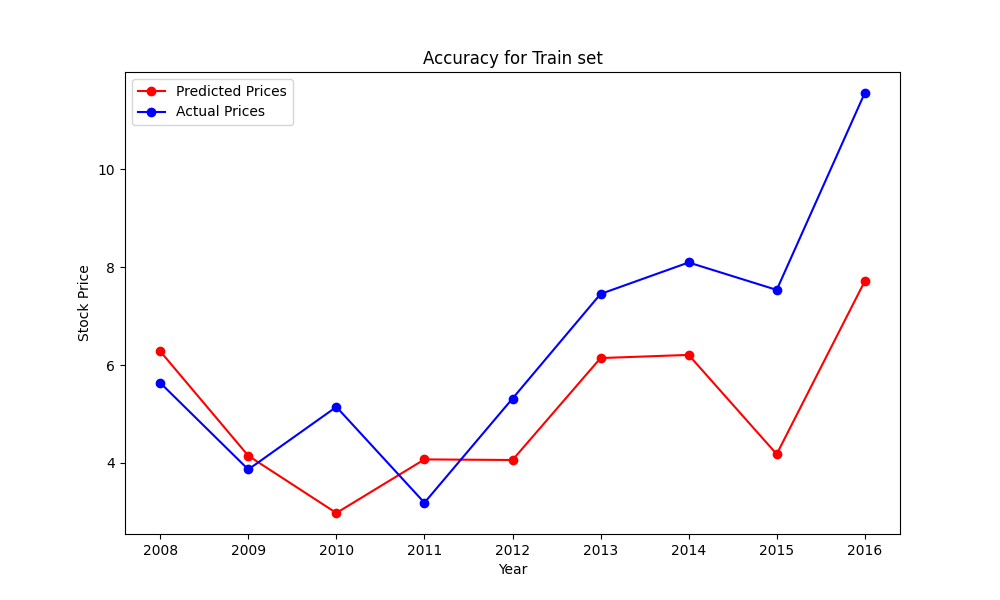 Accuracy for Train set
Predicted Prices
Actual Prices
Stock Price
10
8
6
4
2008 2009 2010 2011 2012 2013 2014 2015 2016
Year